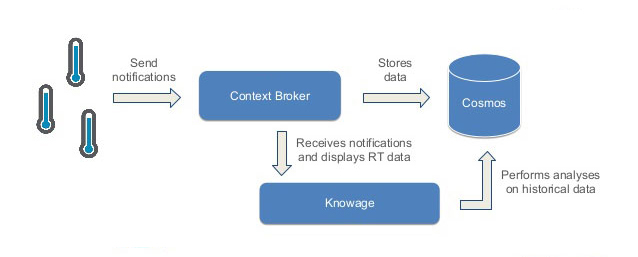 Send
notifications
Context Broker
Stores
data
Cosmos
Receives notifications
and displays RT data
Knowage
Performs analyses
on historical data